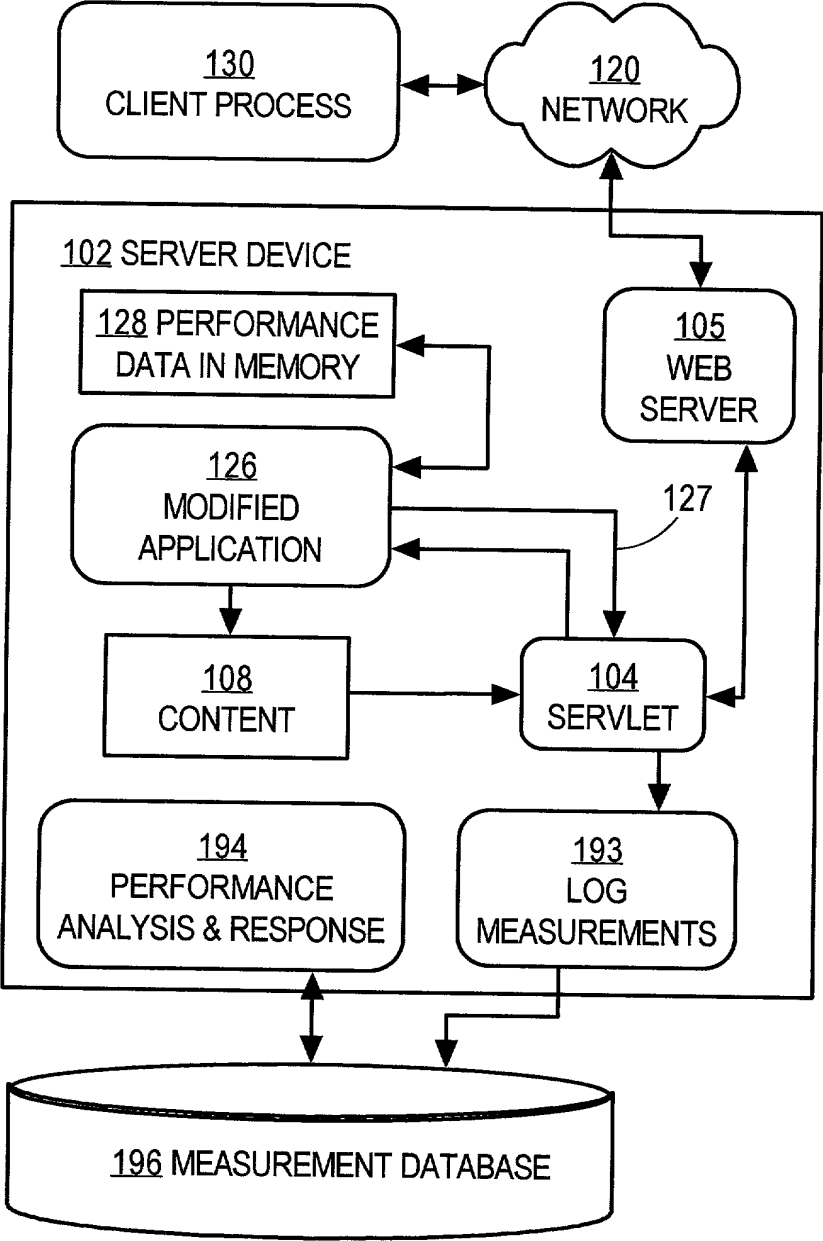 130
CLIENT PROCESS
120
NETWORK
102 SERVER DEVICE
128 PERFORMANCE
DATA IN MEMORY
105
WEB
SERVER
126
MODIFIED
APPLICATION
127
108
CONTENT
104
SERVLET
194
PERFORMANCE
ANALYSIS & RESPONSE
193
LOG
MEASUREMENTS
196 MEASUREMENT DATABASE